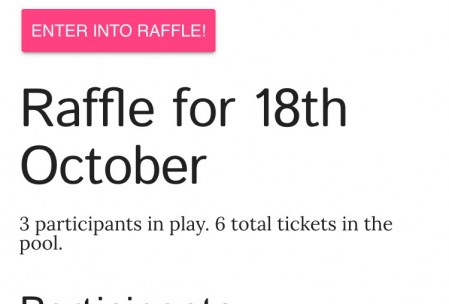 ENTER INTO RAFFLE!
Raffle for 18th
October
3 participants in play. 6 total tickets in the
pool.